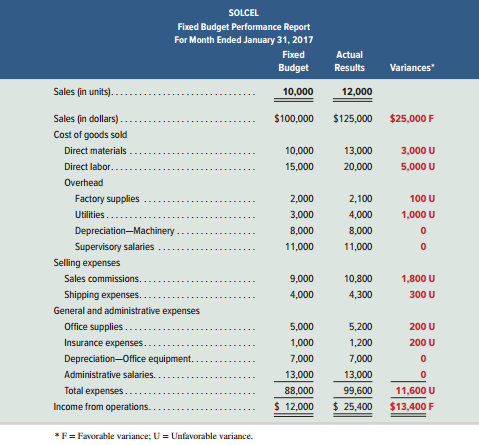 SOLCEL
Fixed Budget Performance Report
For Month Ended January 31, 2017
Fixed Budget Actual Results Variances*
Sales (in units). . . . . . . . . . . . . . . . . . . . . . . . . . . . . . 10,000 12,000
Sales (in dollars) . . . . . . . . . . . . . . . . . . . . . . . . . . . . $100,000 $125,000 $25,000 F
Cost of goods sold
Direct materials . . . . . . . . . . . . . . . . . . . . . . . . . . . 10,000 13,000 3,000 U
Direct labor. . . . . . . . . . . . . . . . . . . . . . . . . . . . . . 15,000 20,000 5,000 U
Overhead
Factory supplies . . . . . . . . . . . . . . . . . . . . . . . . 2,000 2,100 100 U
Utilities . . . . . . . . . . . . . . . . . . . . . . . . . . . . . . . 3,000 4,000 1,000 U
Depreciation—Machinery . . . . . . . . . . . . . . . . . 8,000 8,000 0
Supervisory salaries . . . . . . . . . . . . . . . . . . . . . 11,000 11,000 0
Selling expenses
Sales commissions. . . . . . . . . . . . . . . . . . . . . . . . 9,000 10,800 1,800 U
Shipping expenses. . . . . . . . . . . . . . . . . . . . . . . . 4,000 4,300 300 U
General and administrative expenses
Office supplies . . . . . . . . . . . . . . . . . . . . . . . . . . . 5,000 5,200 200 U
Insurance expenses. . . . . . . . . . . . . . . . . . . . . . . 1,000 1,200 200 U
Depreciation—Office equipment. . . . . . . . . . . . . . 7,000 7,000 0
Administrative salaries. . . . . . . . . . . . . . . . . . . . . 13,000 13,000 0
Total expenses . . . . . . . . . . . . . . . . . . . . . . . . . . . 88,000 99,600 11,600 U
Income from operations. . . . . . . . . . . . . . . . . . . . . . $ 12,000 $ 25,400 $13,400 F
* F = Favorable variance; U = Unfavorable variance.